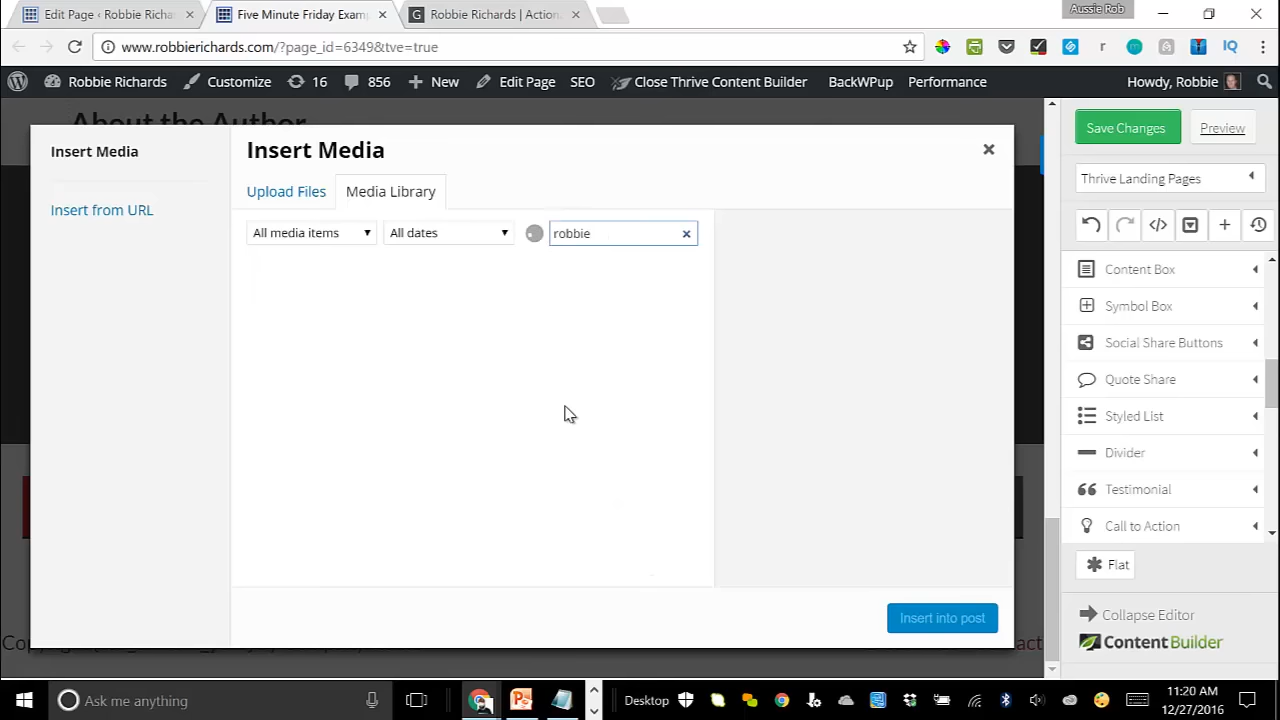 Edit Page ‹ Robbie Richar
Five Minute Friday Exam
Robbie Richards | Action
Aussie Rob
www.robbierichards.com/?page_id=6349&tve=true
Robbie Richards
Customize
16
856
New
Edit Page
SEO
Close Thrive Content Builder
BackWPup
Performance
Howdy, Robbie
About the Author
Insert Media
Insert from URL
Insert Media
Upload Files
Media Library
All media items
All dates
robbie
Insert into post
Save Changes
Preview
Thrive Landing Pages
Content Box
Symbol Box
Social Share Buttons
Quote Share
Styled List
Divider
Testimonial
Call to Action
Flat
Collapse Editor
Content Builder
Ask me anything
Desktop
11:20 AM
12/27/2016